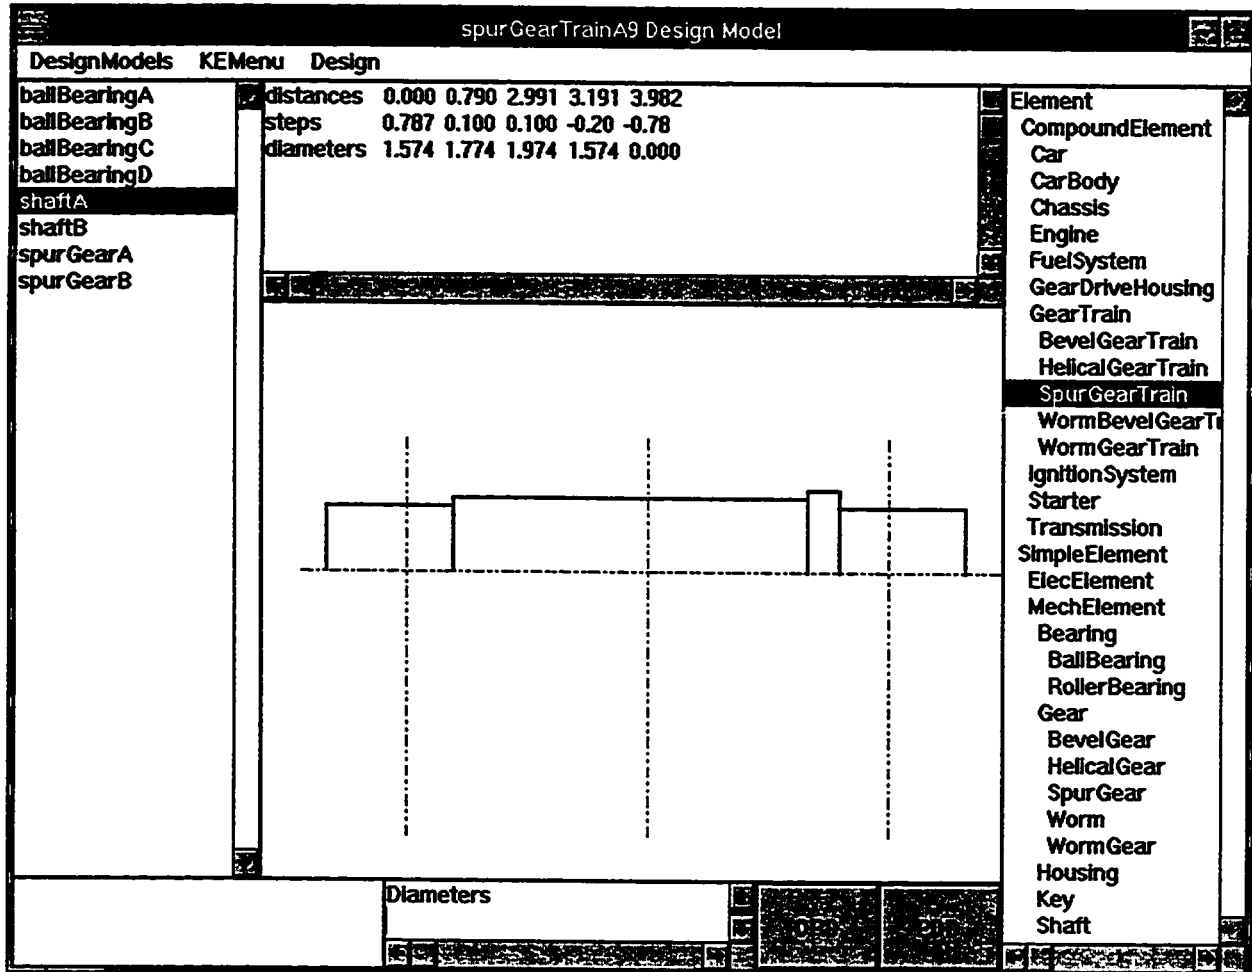 spurGearTrainA9 Design Model
DesignModels KEMenu Design
ballBearingA
ballBearingB
ballBearingC
ballBearingD
shaftA
shaftB
spurGearA
spurGearB
distances 0.000 0.790 2.991 3.191 3.982
steps 0.787 0.100 0.100 -0.20 -0.78
diameters 1.574 1.774 1.974 1.574 0.000
Element
CompoundElement
Car
CarBody
Chassis
Engine
FuelSystem
GearDriveHousing
GearTrain
BevelGearTrain
HelicalGearTrain
SpurGearTrain
WormBevelGearTr
WormGearTrain
IgnitionSystem
Starter
Transmission
SimpleElement
ElecElement
MechElement
Bearing
BallBearing
RollerBearing
Gear
BevelGear
HelicalGear
SpurGear
Worm
WormGear
Housing
Key
Shaft
Diameters